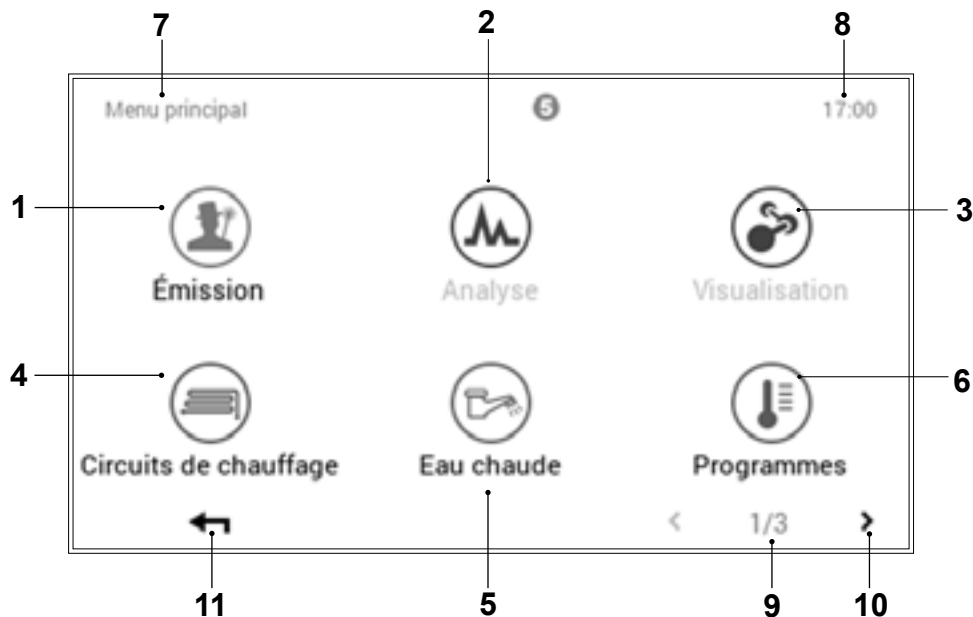 7 2 8
Menu principal 5 17:00
1 3
Émission Analyse Visualisation
4 6
Circuits de chauffage Eau chaude Programmes
< 1/3 >
11 5 9 10